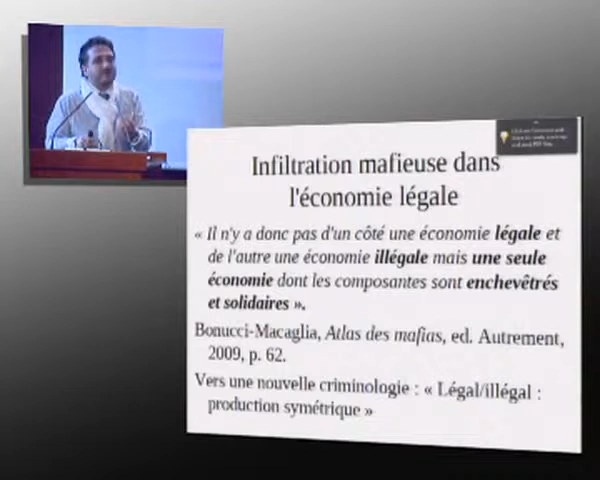 Infiltration mafieuse dans
l'économie légale
« Il n'y a donc pas d'un côté une économie légale et
de l'autre une économie illégale mais une seule
économie dont les composantes sont enchevêtrés
et solidaires ».
Bonucci-Macaglia, Atlas des mafias, ed. Autrement,
2009, p. 62.
Vers une nouvelle criminologie : « Légal/illégal :
production symétrique »